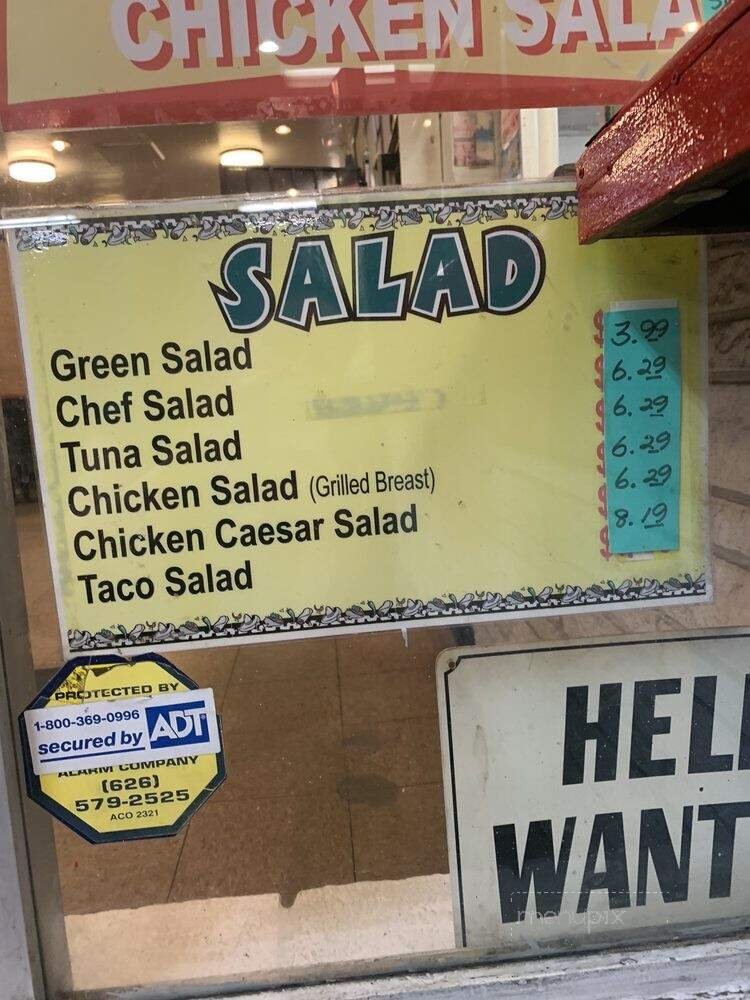 CHICKEN SALA
SALAD
Green Salad 3.99
Chef Salad 6.29
Tuna Salad 6.29
Chicken Salad (Grilled Breast) 6.29
Chicken Caesar Salad 6.29
Taco Salad 8.19
PROTECTED BY
1-800-369-0996
secured by ADT
ALARM COMPANY
(626)
579-2525
ACO 2321
HEL
WANT
menupix